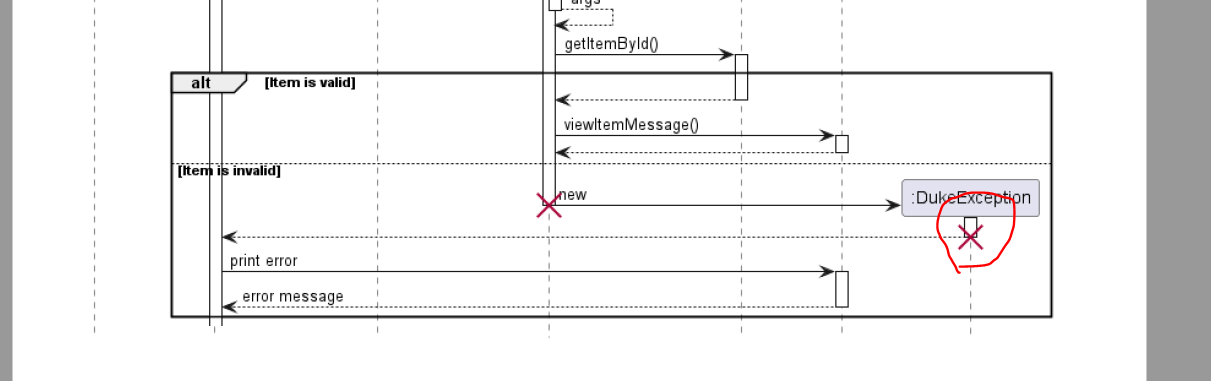 args
getItemById()
alt [Item is valid]
viewItemMessage()
[Item is invalid]
new
:DukeException
print error
error message